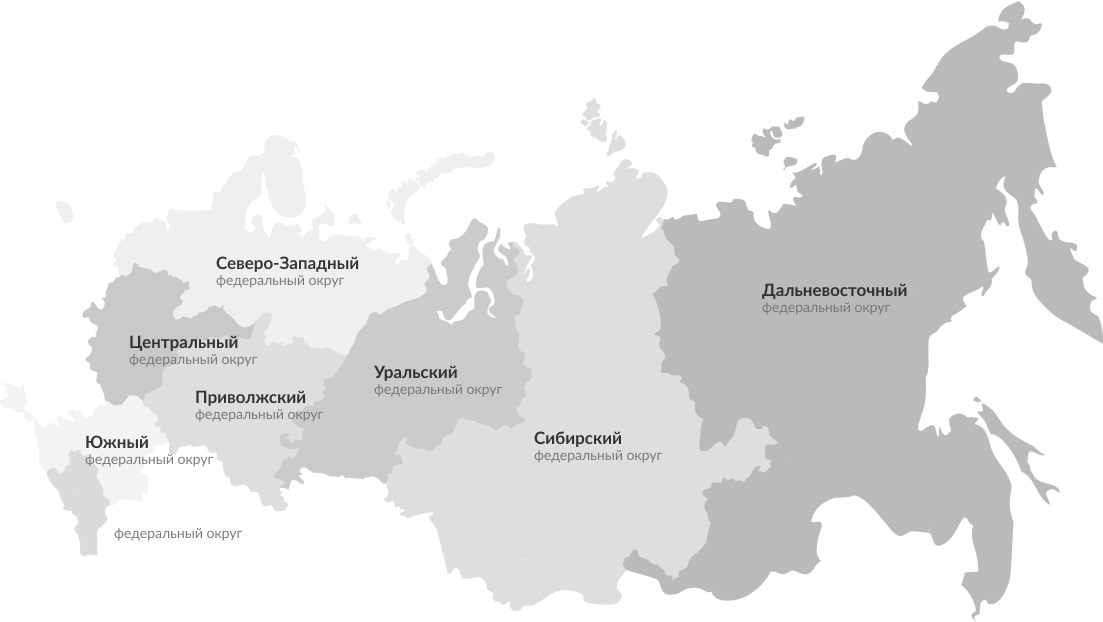 Северо-Западный
федеральный округ
Дальневосточный
федеральный округ
Центральный
федеральный округ
Уральский
федеральный округ
Приволжский
федеральный округ
Сибирский
федеральный округ
Южный
федеральный округ
федеральный округ